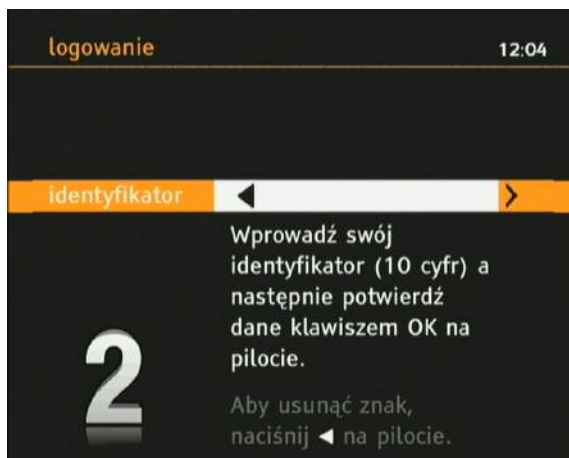 logowanie 12:04
identyfikator
Wprowadź swój
identyfikator (10 cyfr) a
następnie potwierdź
dane klawiszem OK na
pilocie.
2
Aby usunąć znak,
naciśnij ◄ na pilocie.